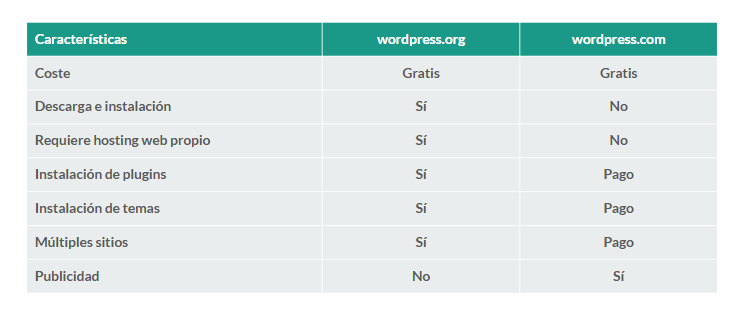 Características wordpress.org wordpress.com
Coste Gratis Gratis
Descarga e instalación Sí No
Requiere hosting web propio Sí No
Instalación de plugins Sí Pago
Instalación de temas Sí Pago
Múltiples sitios Sí Pago
Publicidad No Sí